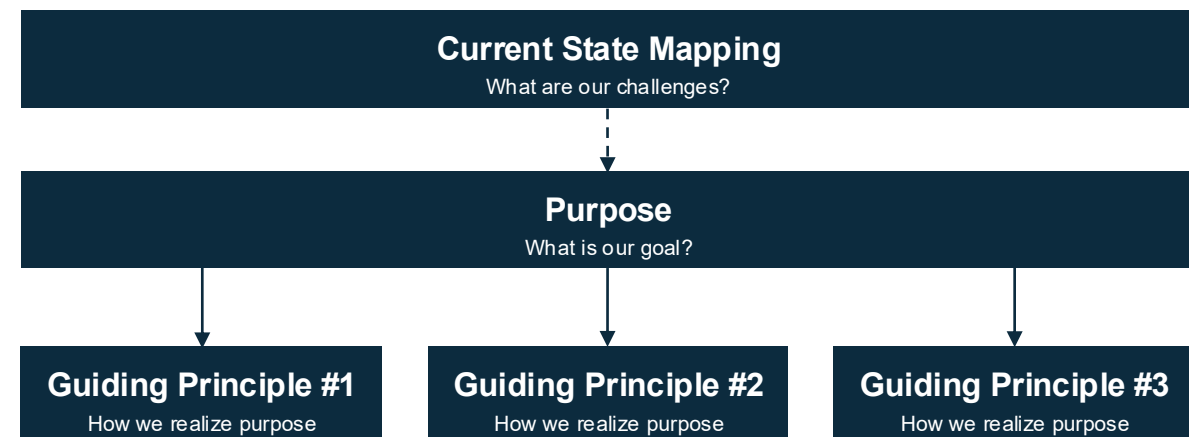 Current State Mapping
What are our challenges?
Purpose
What is our goal?
Guiding Principle #1
How we realize purpose
Guiding Principle #2
How we realize purpose
Guiding Principle #3
How we realize purpose